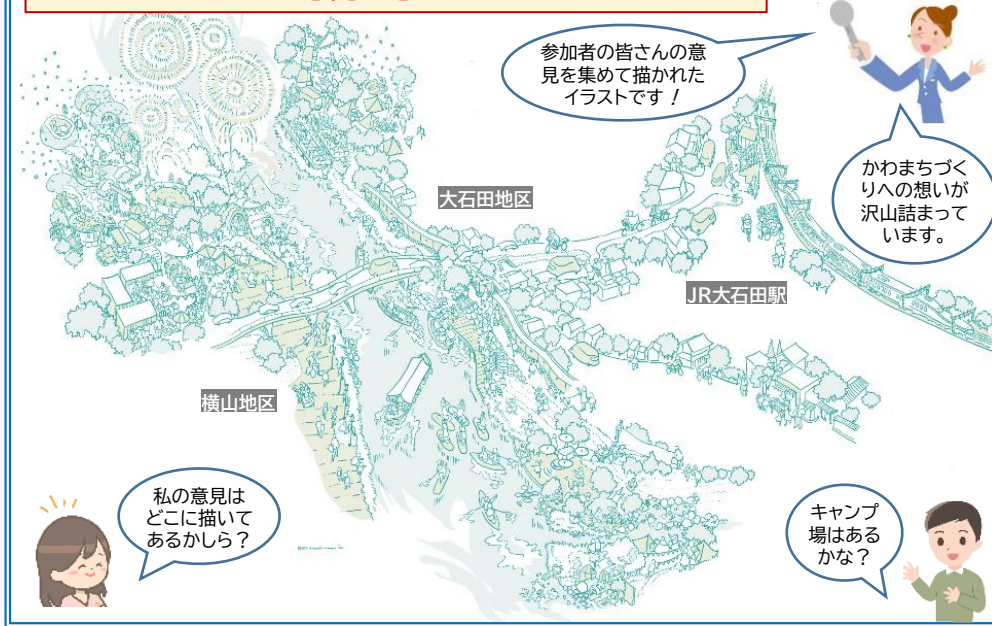 参加者の皆さんの意
見を集めて描かれた
イラストです！
かわまちづく
りへの想いが
沢山詰まって
います。
大石田地区
JR大石田駅
横山地区
私の意見は
どこに描いて
あるかしら？
キャンプ
場はある
かな？